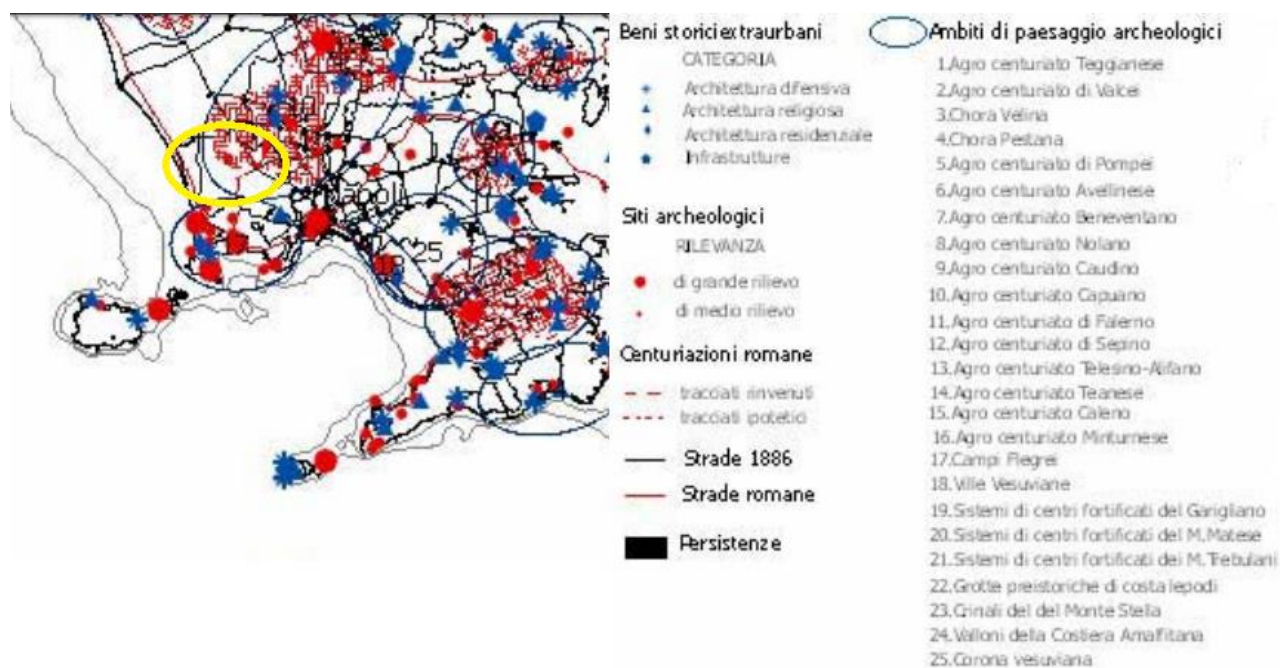 Napoli
25
Beni storici extraurbani
CATEGORIA
Architettura difensiva
Architettura religiosa
Architettura residenziale
Infrastrutture
Siti archeologici
RILEVANZA
di grande rilievo
di medio rilievo
Centuriazioni romane
tracciati rinvenuti
tracciati ipotetici
Strade 1886
Strade romane
Persistenze
Ambiti di paesaggio archeologici
1.Agro centuriato Teggianese
2.Agro centuriato di Valcei
3.Chora Velina
4.Chora Pestana
5.Agro centuriato di Pompei
6.Agro centuriato Avellinese
7.Agro centuriato Beneventano
8.Agro centuriato Nolano
9.Agro centuriato Caudino
10.Agro centuriato Capuano
11.Agro centuriato di Falerno
12.Agro centuriato di Sepino
13.Agro centuriato Telesino-Alifano
14.Agro centuriato Teanese
15.Agro centuriato Caleno
16.Agro centuriato Minturnese
17.Campi Flegrei
18.Ville Vesuviane
19.Sistemi di centri fortificati del Garigliano
20.Sistemi di centri fortificati del M.Matese
21.Sistemi di centri fortificati dei M.Trebulani
22.Grotte preistoriche di costa lepodi
23.Crinali del del Monte Stella
24.Valloni della Costiera Amalfitana
25.Corona vesuviana